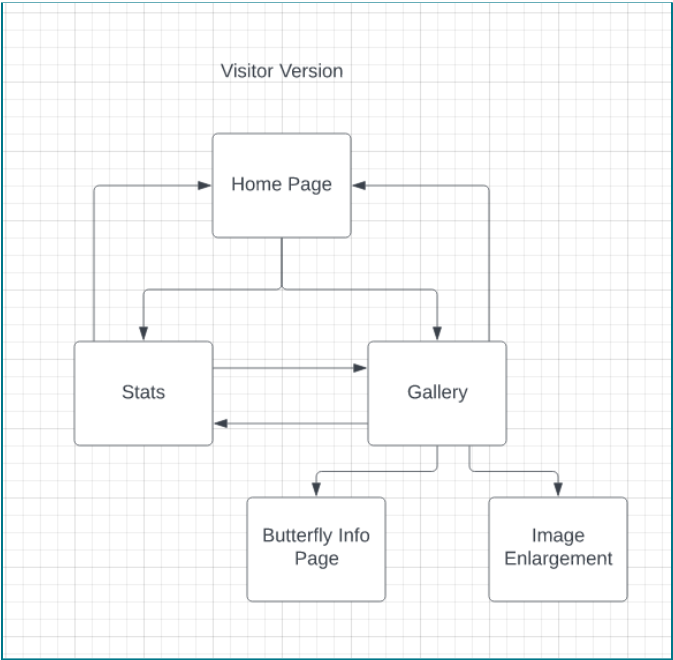 Visitor Version
Home Page
Stats
Gallery
Butterfly Info
Page
Image
Enlargement